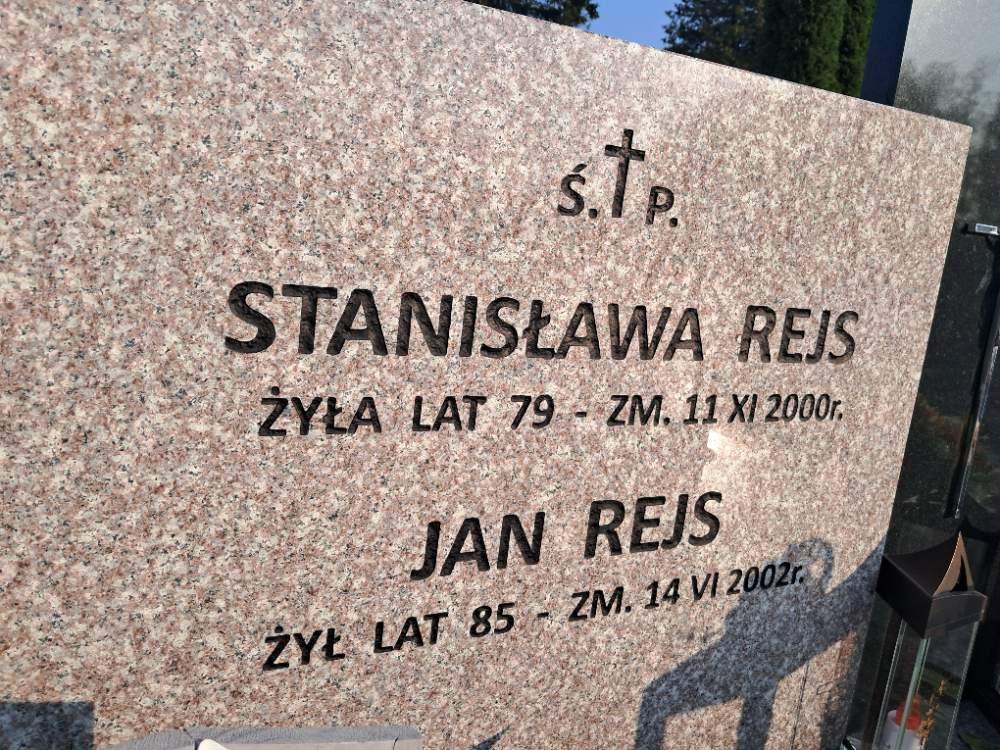 Ś. P.
STANISŁAWA REJS
ŻYŁA LAT 79 - ZM. 11 XI 2000r.
JAN REJS
ŻYŁ LAT 85 - ZM. 14 VI 2002r.